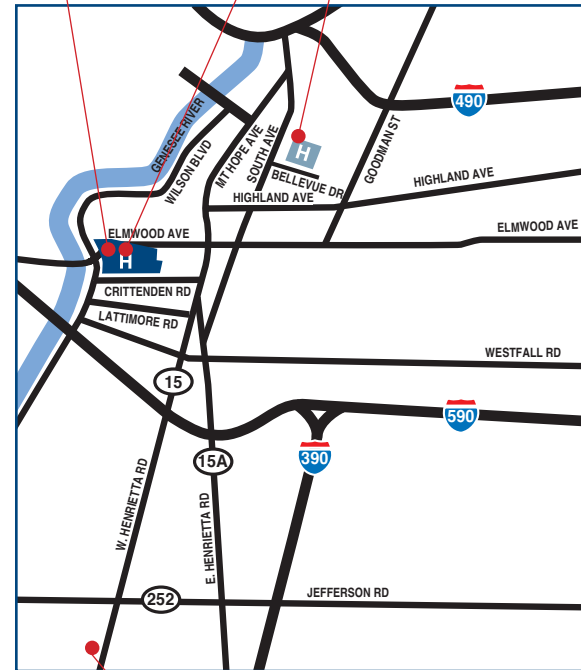 490
GENESEE RIVER
WILSON BLVD
MT HOPE AVE
SOUTH AVE
GOODMAN ST
H
BELLEVUE DR
HIGHLAND AVE
HIGHLAND AVE
ELMWOOD AVE
ELMWOOD AVE
H
CRITTENDEN RD
LATTIMORE RD
WESTFALL RD
15
590
15A
390
W. HENRIETTA RD
E. HENRIETTA RD
252
JEFFERSON RD